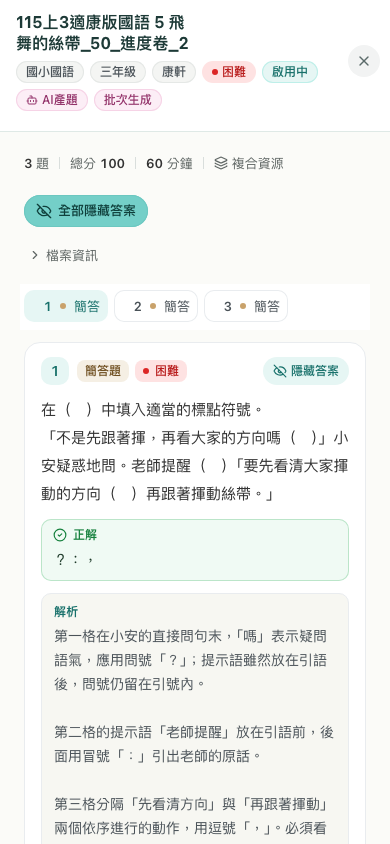 115上3適康版國語 5 飛
舞的絲帶_50_進度卷_2
國小國語 三年級 康軒 困難 啟用中
AI產題 批次生成
3 題 總分 100 60 分鐘 複合資源
全部隱藏答案
檔案資訊
1 簡答 2 簡答 3 簡答
1 簡答題 困難 隱藏答案
在（　）中填入適當的標點符號。
「不是先跟著揮，再看大家的方向嗎（　）」小
安疑惑地問。老師提醒（　）「要先看清大家揮
動的方向（　）再跟著揮動絲帶。」
正解
？：，
解析
第一格在小安的直接問句末，「嗎」表示疑問
語氣，應用問號「？」；提示語雖然放在引語
後，問號仍留在引號內。
第二格的提示語「老師提醒」放在引語前，後
面用冒號「：」引出老師的原話。
第三格分隔「先看清方向」與「再跟著揮動」
兩個依序進行的動作，用逗號「，」。必須看